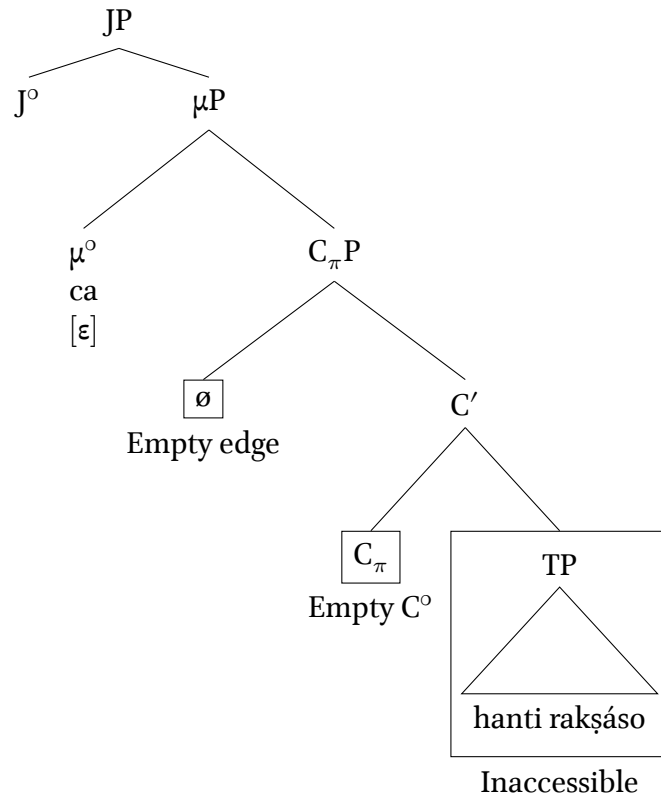 JP
J° μP
μ° CπP
ca
[ε]
ø C′
Empty edge
Cπ TP
Empty C°
hanti rakṣáso
Inaccessible